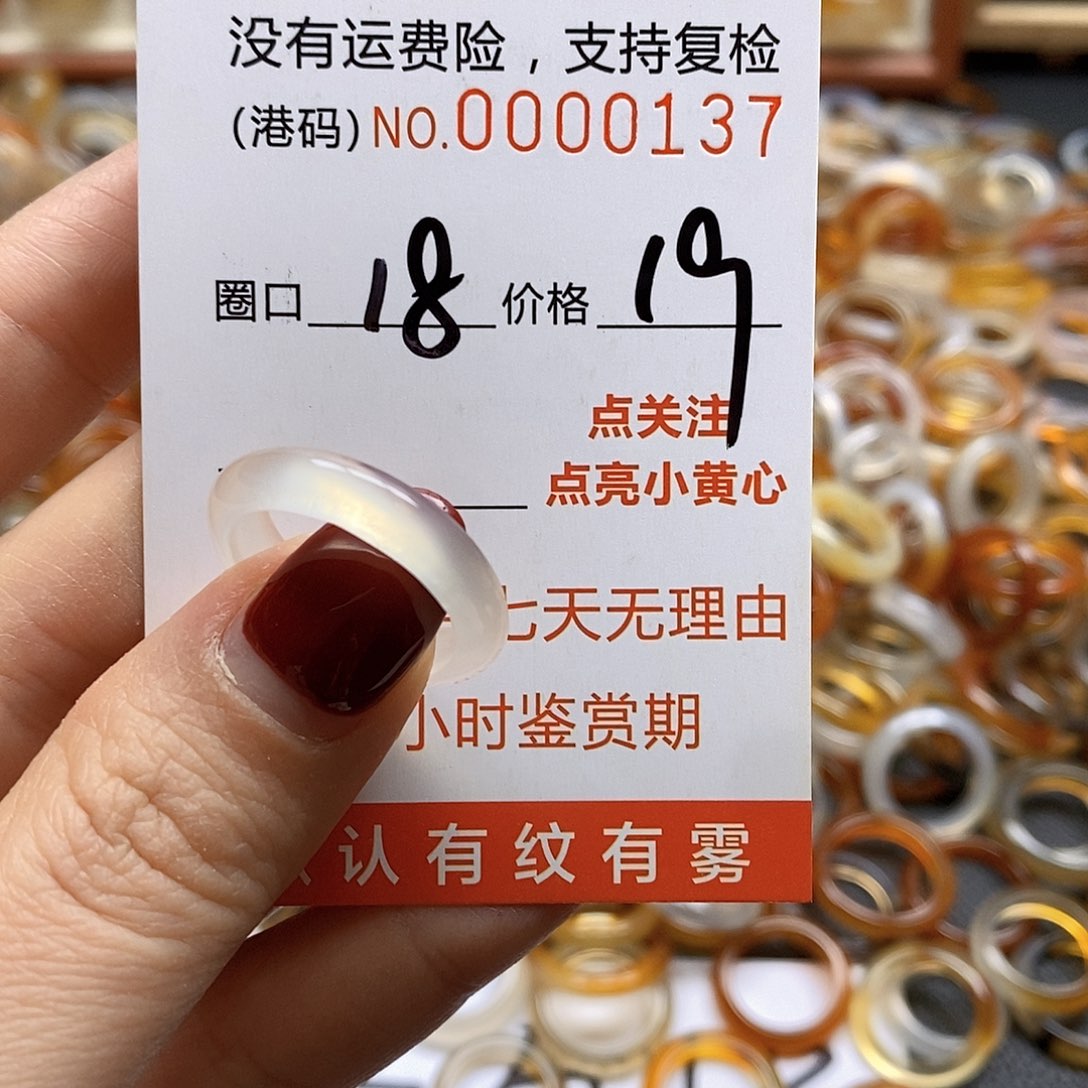 没有运费险，支持复检
(港码) NO.0000137
圈口 18 价格 19
点关注
点亮小黄心
七天无理由
小时鉴赏期
认有纹有雾